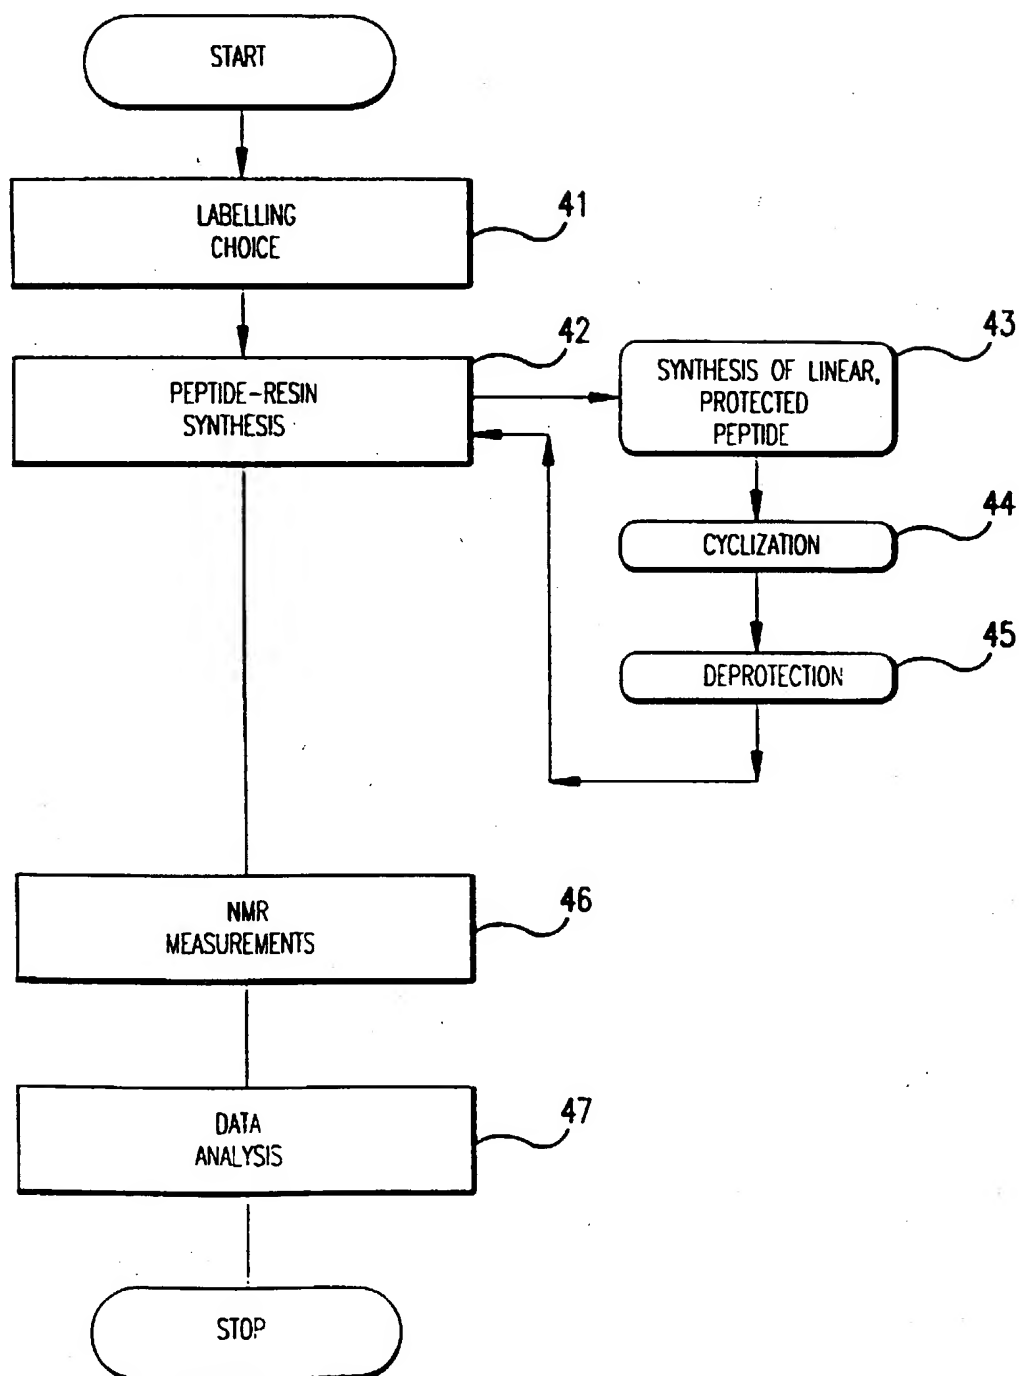 START
LABELLING
CHOICE
41
PEPTIDE-RESIN
SYNTHESIS
42
SYNTHESIS OF LINEAR,
PROTECTED
PEPTIDE
43
CYCLIZATION
44
DEPROTECTION
45
NMR
MEASUREMENTS
46
DATA
ANALYSIS
47
STOP